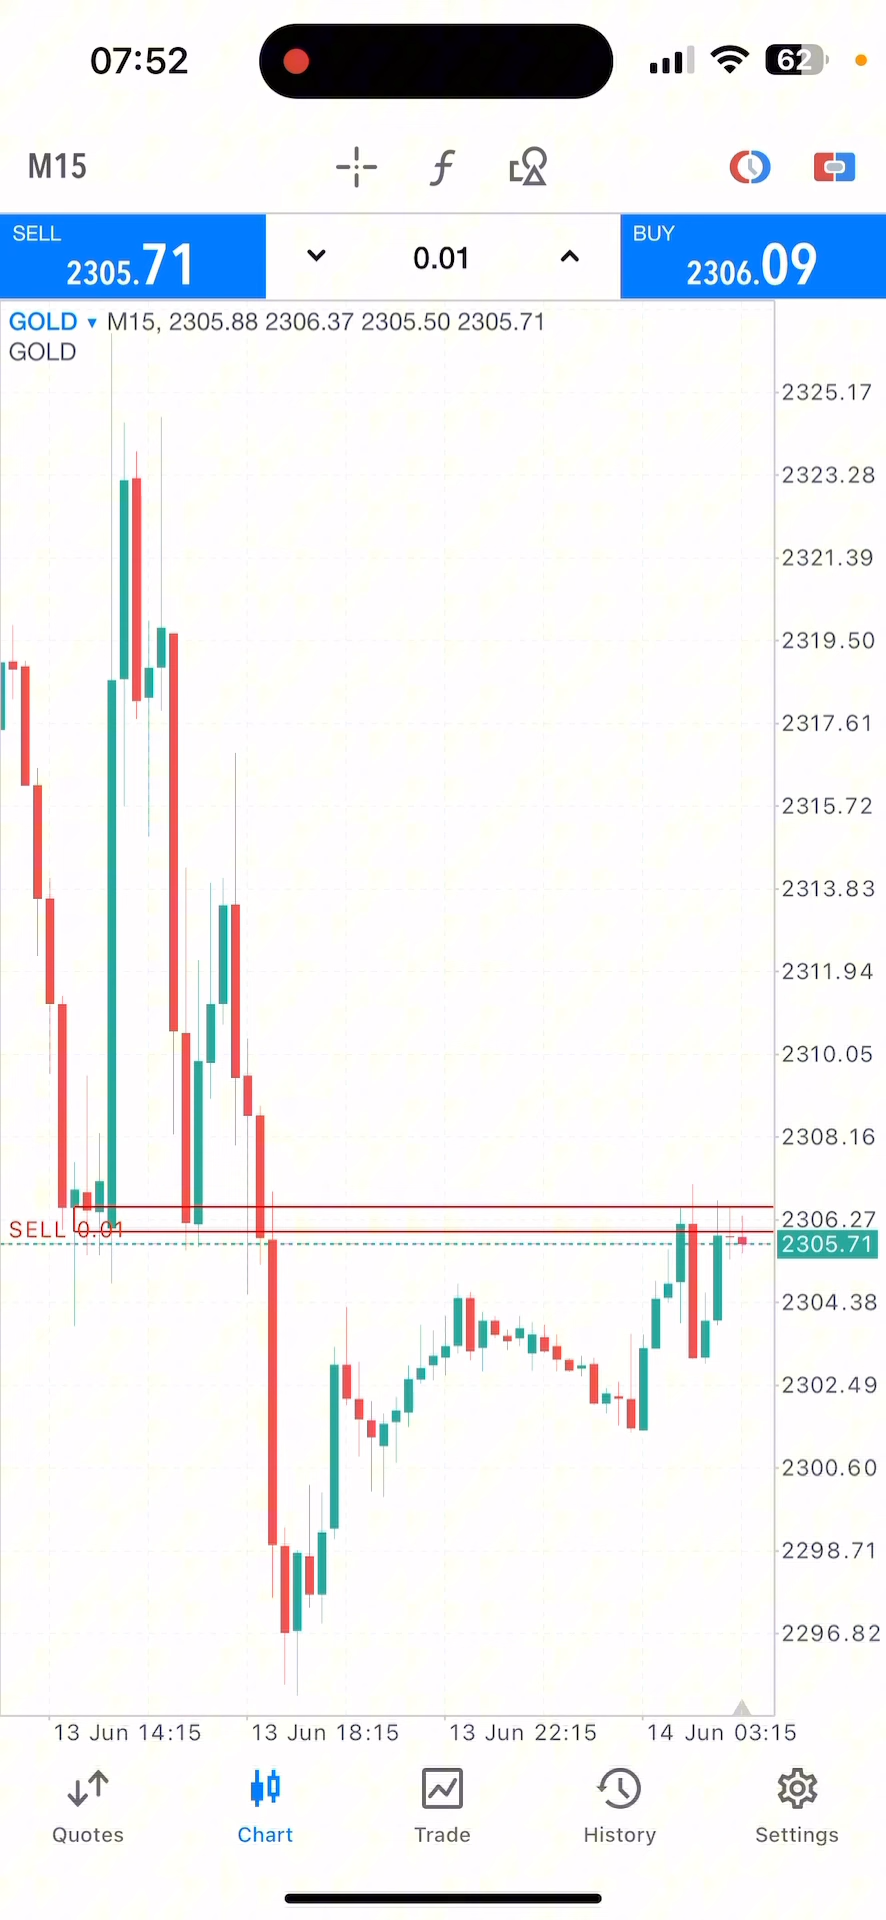 07:52
62
M15
f
SELL
2305.71
0.01
BUY
2306.09
GOLD M15, 2305.88 2306.37 2305.50 2305.71
GOLD
2325.17
2323.28
2321.39
2319.50
2317.61
2315.72
2313.83
2311.94
2310.05
2308.16
2306.27
SELL 0.01
2305.71
2304.38
2302.49
2300.60
2298.71
2296.82
13 Jun 14:15 13 Jun 18:15 13 Jun 22:15 14 Jun 03:15
Quotes Chart Trade History Settings